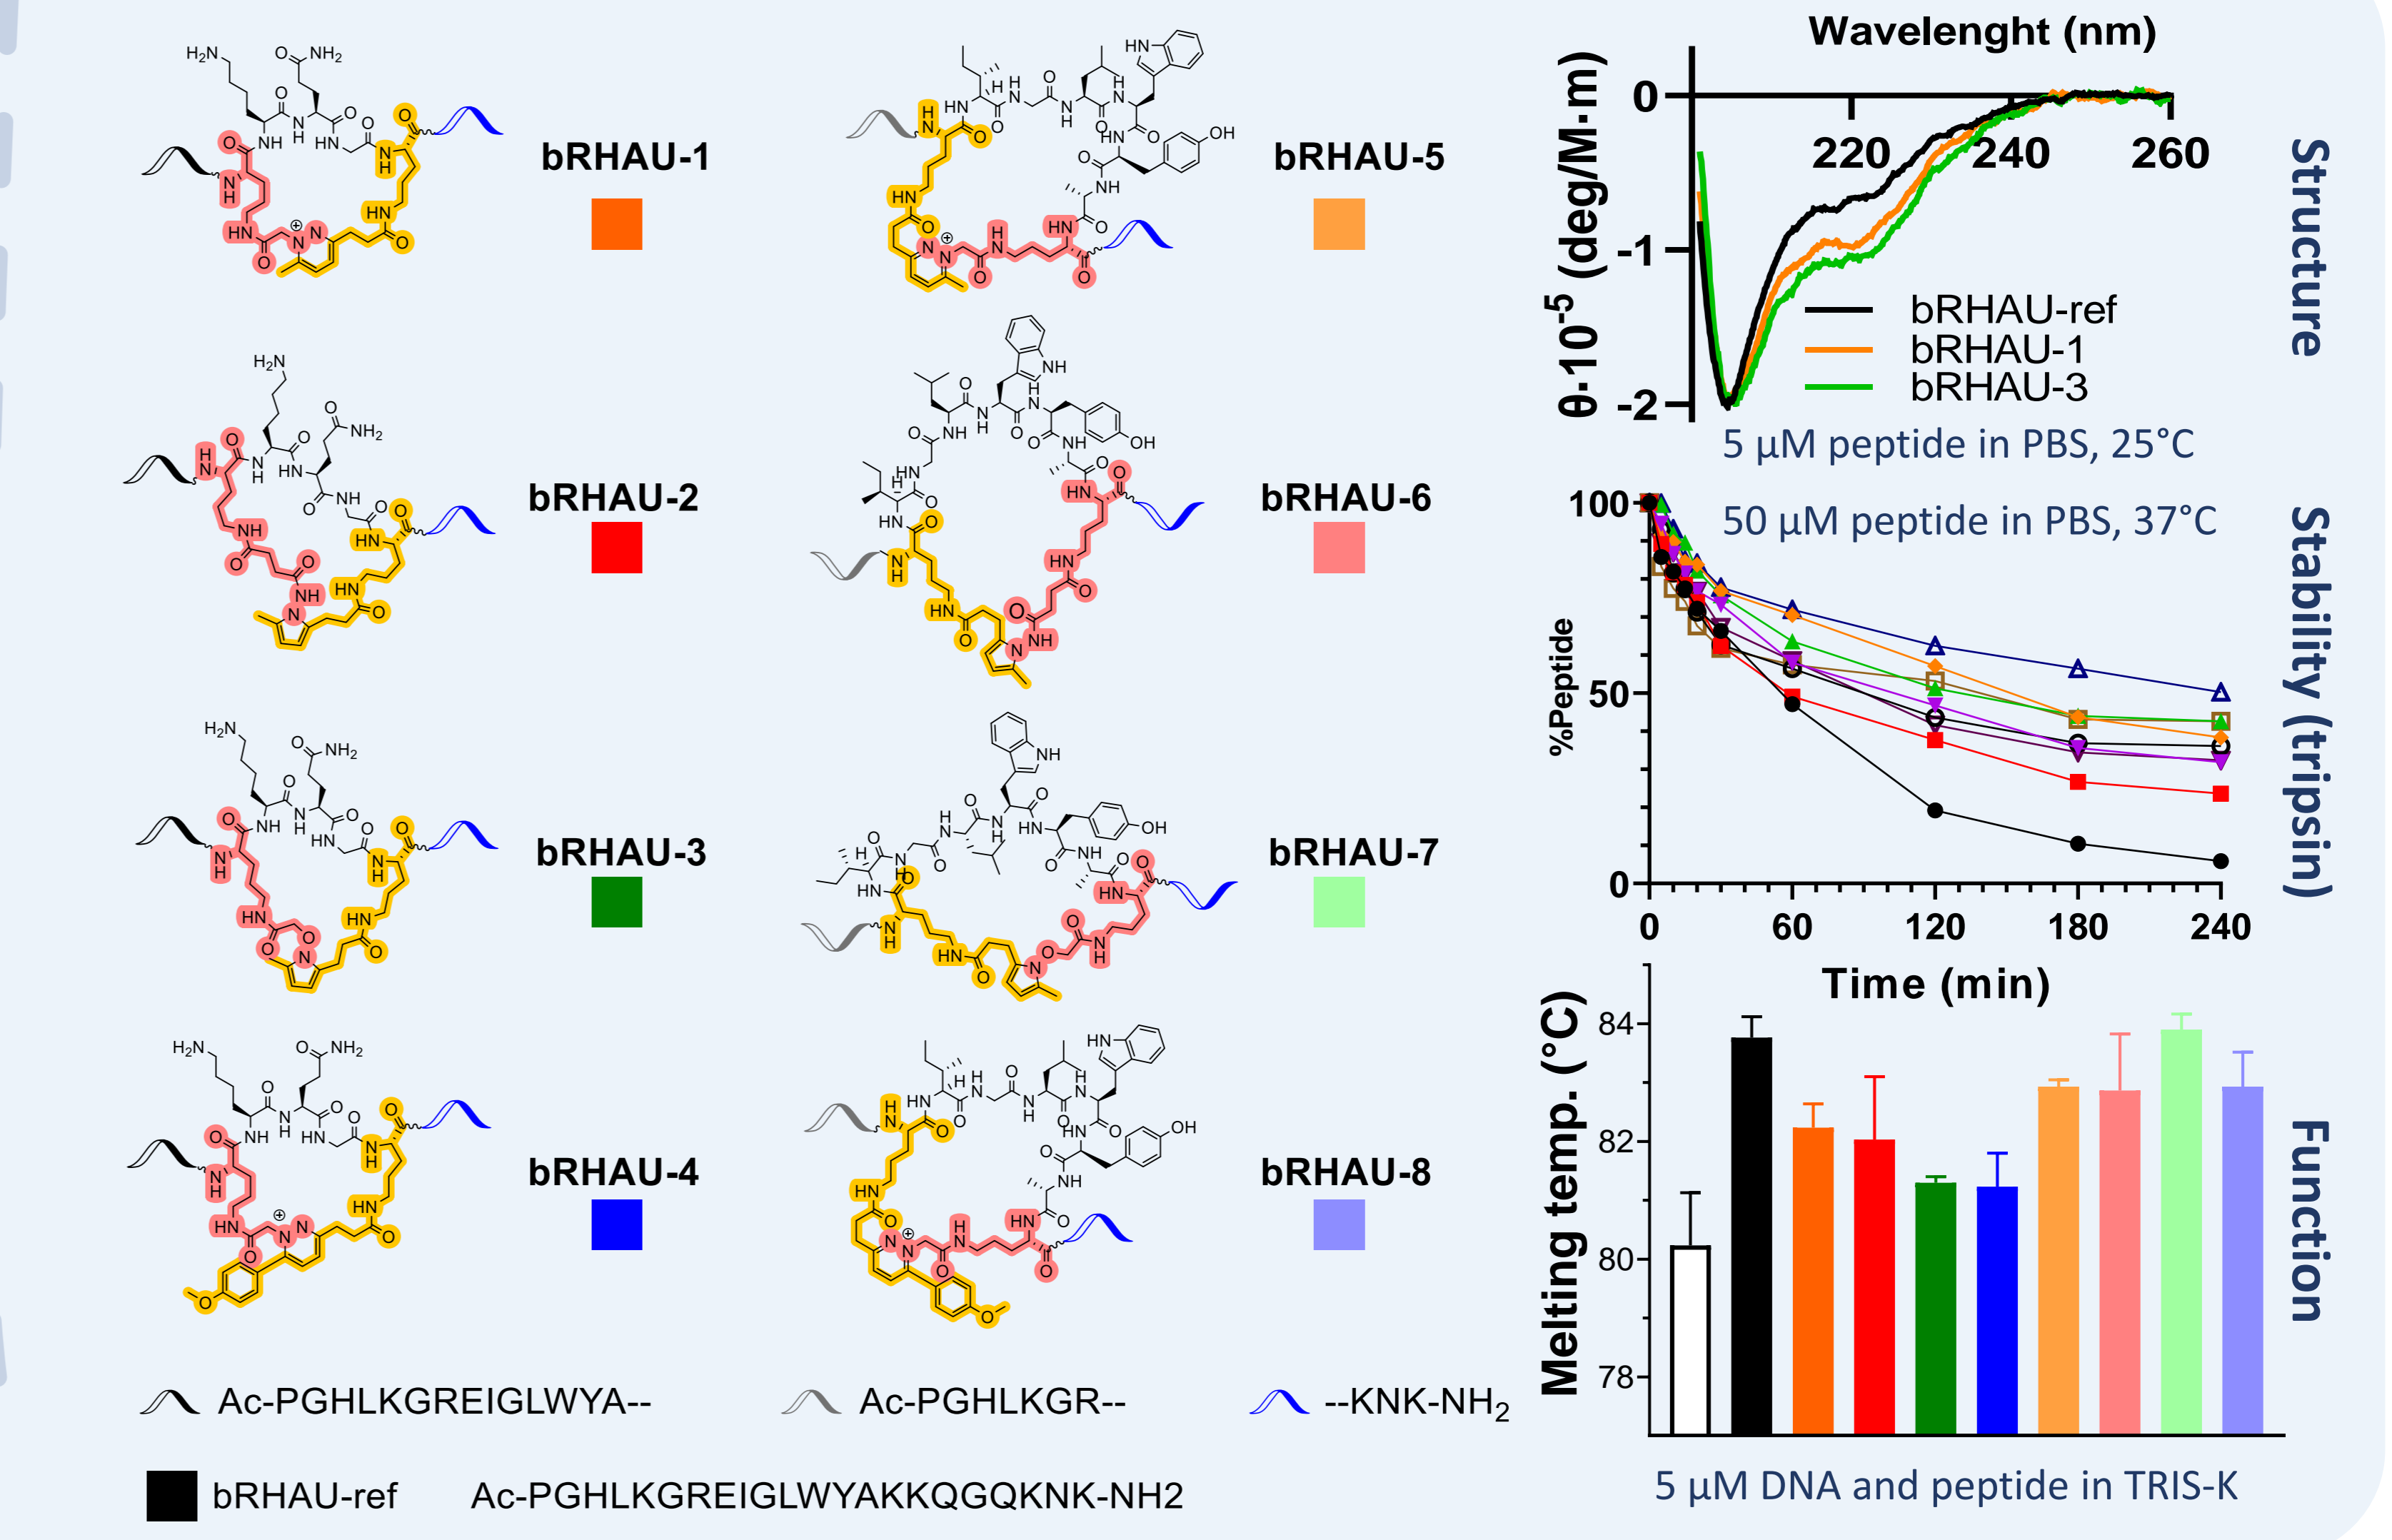 bRHAU-1
bRHAU-5
bRHAU-2
bRHAU-6
bRHAU-3
bRHAU-7
bRHAU-4
bRHAU-8
Ac-PGHLKGREIGLWYA--
Ac-PGHLKGR--
--KNK-NH2
bRHAU-ref
Ac-PGHLKGREIGLWYAKKQGQKNK-NH2
Wavelenght (nm)
θ·10-5 (deg/M·m)
0
-1
-2
220
240
260
bRHAU-ref
bRHAU-1
bRHAU-3
5 µM peptide in PBS, 25°C
Structure
50 µM peptide in PBS, 37°C
%Peptide
100
50
0
0
60
120
180
240
Time (min)
Stability (tripsin)
Melting temp. (°C)
84
82
80
78
5 µM DNA and peptide in TRIS-K
Function